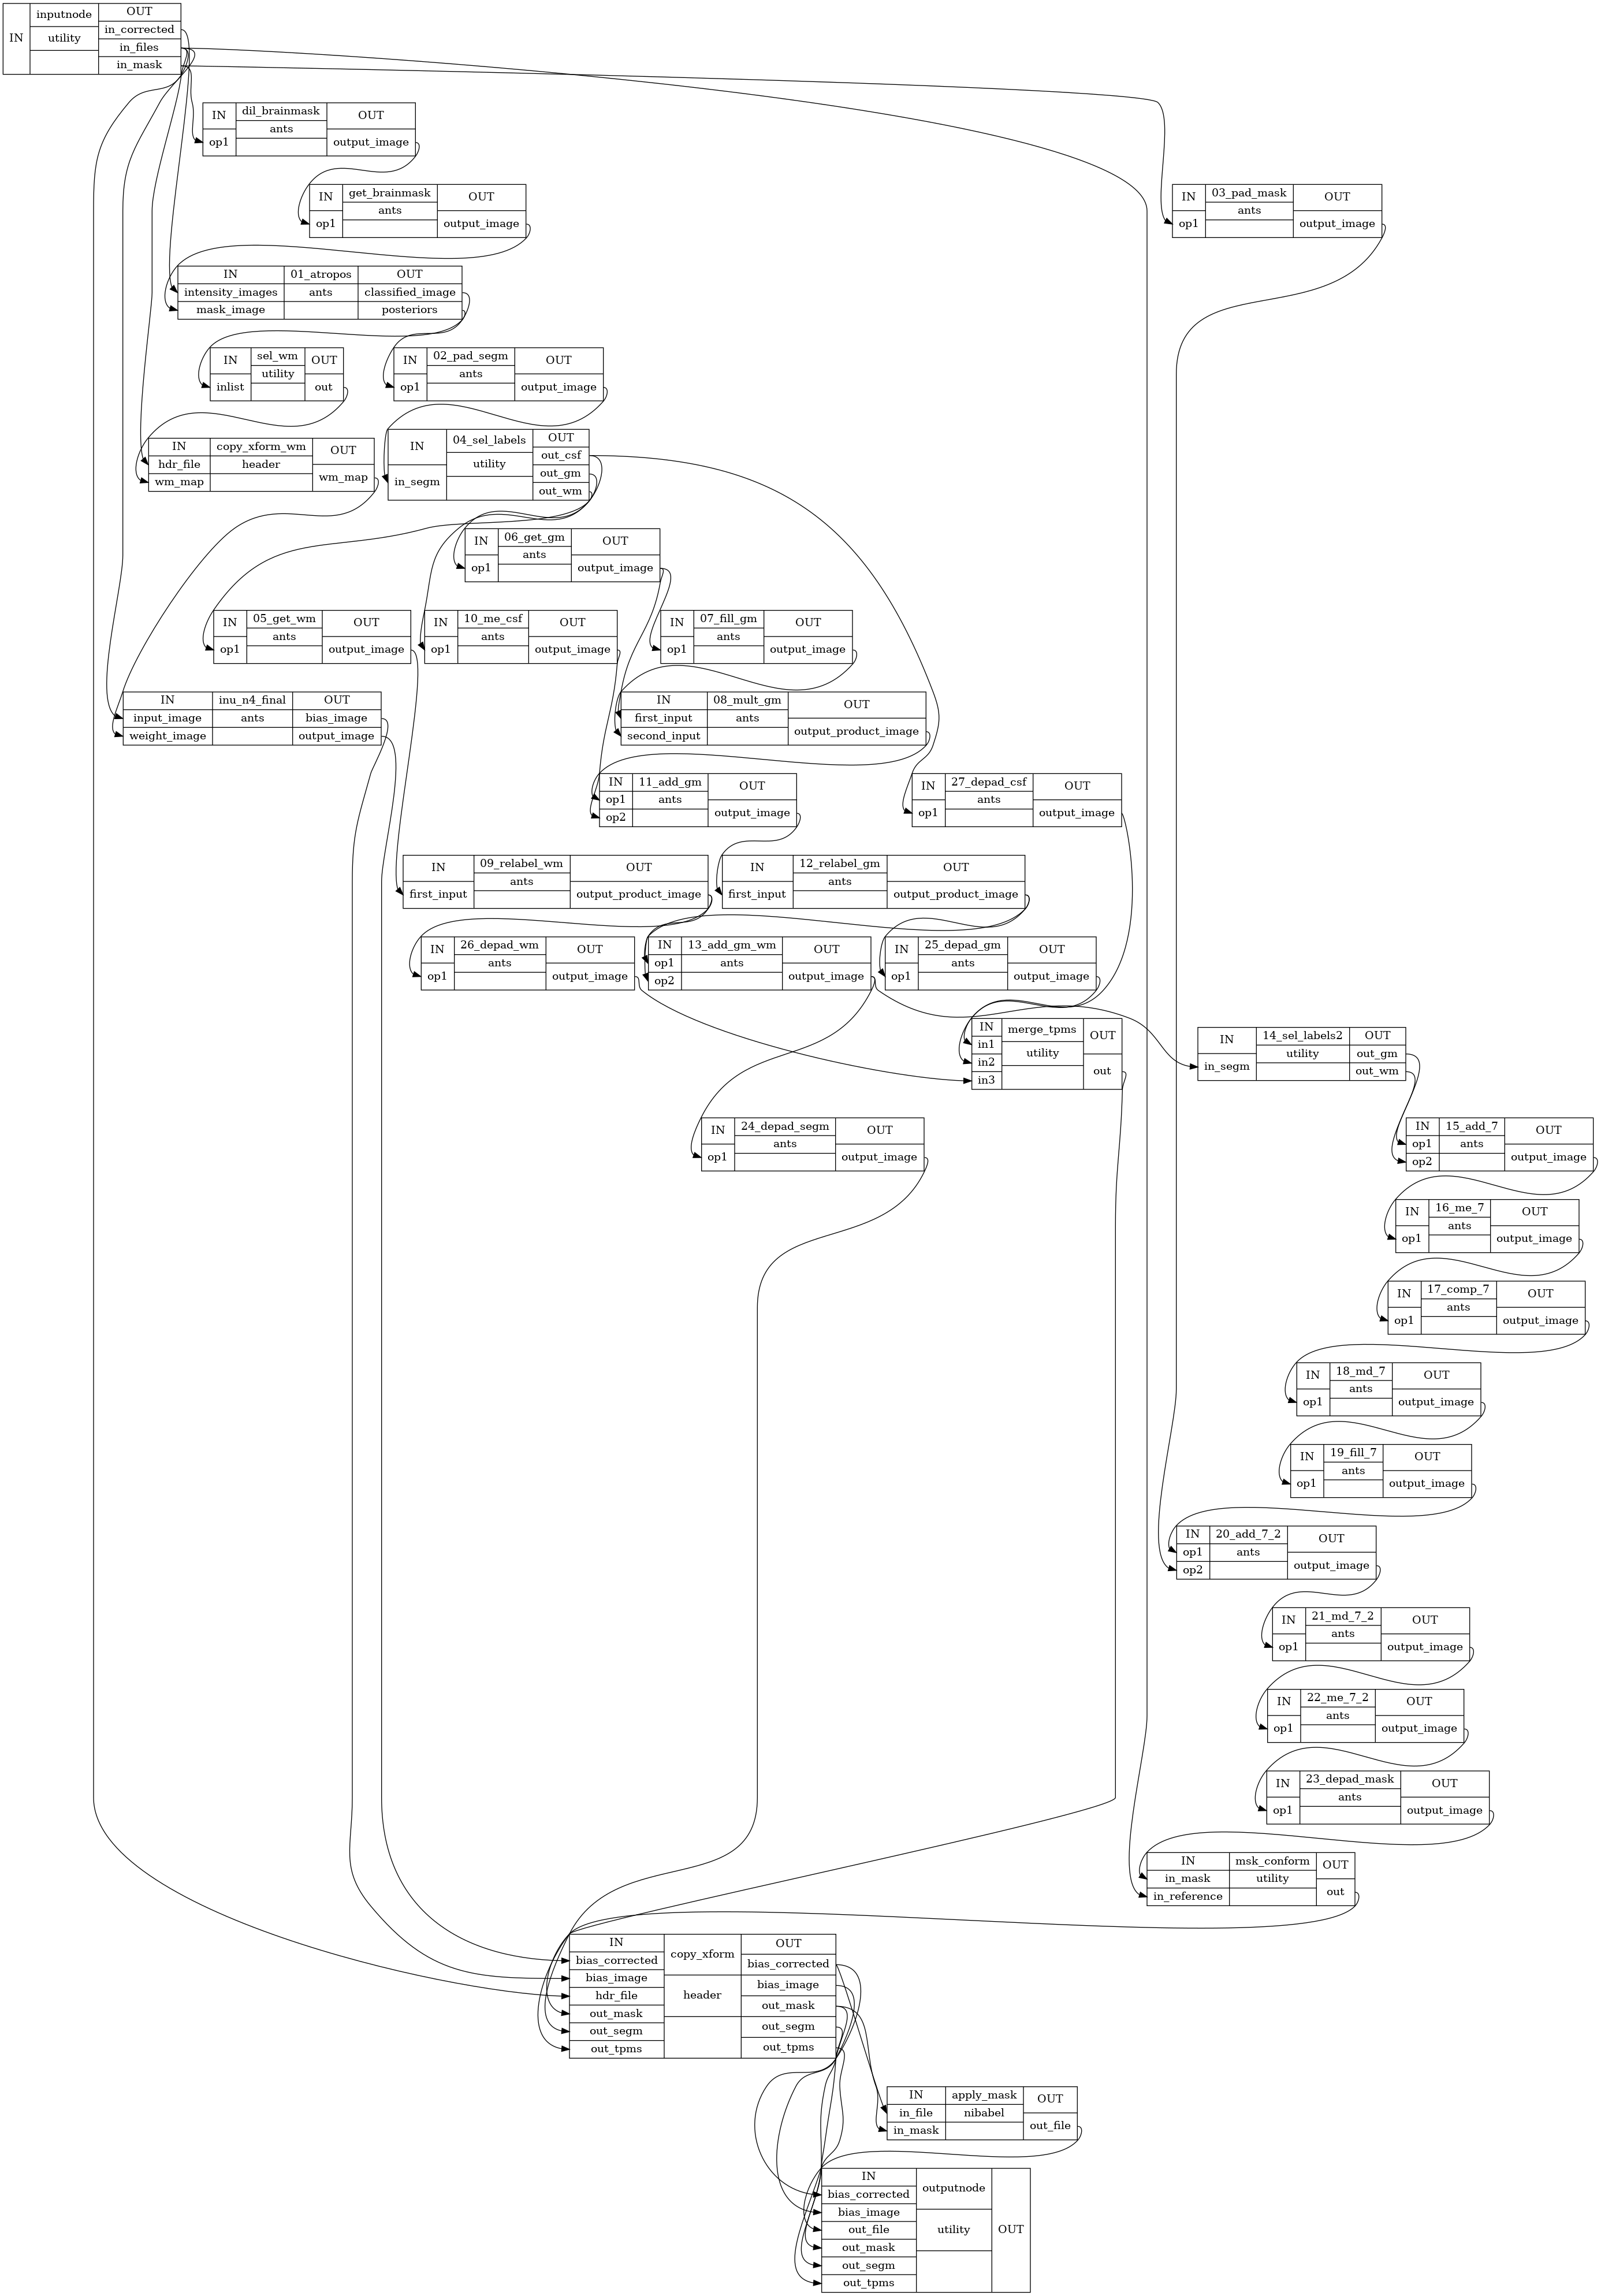 IN
inputnode
utility
OUT
in_corrected
in_files
in_mask
IN
op1
dil_brainmask
ants
OUT
output_image
IN
op1
get_brainmask
ants
OUT
output_image
IN
op1
03_pad_mask
ants
OUT
output_image
IN
intensity_images
mask_image
01_atropos
ants
OUT
classified_image
posteriors
IN
inlist
sel_wm
utility
OUT
out
IN
op1
02_pad_segm
ants
OUT
output_image
IN
hdr_file
wm_map
copy_xform_wm
header
OUT
wm_map
IN
in_segm
04_sel_labels
utility
OUT
out_csf
out_gm
out_wm
IN
op1
06_get_gm
ants
OUT
output_image
IN
op1
05_get_wm
ants
OUT
output_image
IN
op1
10_me_csf
ants
OUT
output_image
IN
op1
07_fill_gm
ants
OUT
output_image
IN
input_image
weight_image
inu_n4_final
ants
OUT
bias_image
output_image
IN
first_input
second_input
08_mult_gm
ants
OUT
output_product_image
IN
op1
op2
11_add_gm
ants
OUT
output_image
IN
op1
27_depad_csf
ants
OUT
output_image
IN
first_input
09_relabel_wm
ants
OUT
output_product_image
IN
first_input
12_relabel_gm
ants
OUT
output_product_image
IN
op1
26_depad_wm
ants
OUT
output_image
IN
op1
op2
13_add_gm_wm
ants
OUT
output_image
IN
op1
25_depad_gm
ants
OUT
output_image
IN
in1
in2
in3
merge_tpms
utility
OUT
out
IN
in_segm
14_sel_labels2
utility
OUT
out_gm
out_wm
IN
op1
24_depad_segm
ants
OUT
output_image
IN
op1
op2
15_add_7
ants
OUT
output_image
IN
op1
16_me_7
ants
OUT
output_image
IN
op1
17_comp_7
ants
OUT
output_image
IN
op1
18_md_7
ants
OUT
output_image
IN
op1
19_fill_7
ants
OUT
output_image
IN
op1
op2
20_add_7_2
ants
OUT
output_image
IN
op1
21_md_7_2
ants
OUT
output_image
IN
op1
22_me_7_2
ants
OUT
output_image
IN
op1
23_depad_mask
ants
OUT
output_image
IN
in_mask
in_reference
msk_conform
utility
OUT
out
IN
bias_corrected
bias_image
hdr_file
out_mask
out_segm
out_tpms
copy_xform
header
OUT
bias_corrected
bias_image
out_mask
out_segm
out_tpms
IN
in_file
in_mask
apply_mask
nibabel
OUT
out_file
IN
bias_corrected
bias_image
out_file
out_mask
out_segm
out_tpms
outputnode
utility
OUT